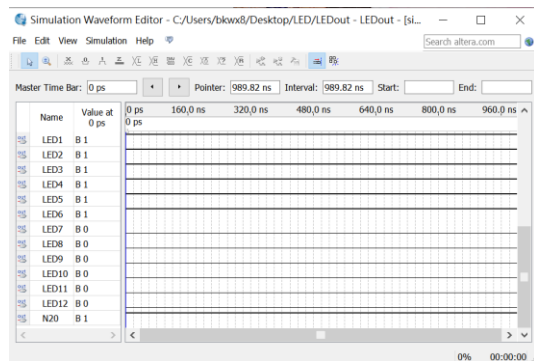 Simulation Waveform Editor - C:/Users/bkwx8/Desktop/LED/LEDout - LEDout - [si...
File Edit View Simulation Help
Search altera.com
Master Time Bar: 0 ps Pointer: 989.82 ns Interval: 989.82 ns Start: End:
Name Value at 0 ps
0 ps 160,0 ns 320,0 ns 480,0 ns 640,0 ns 800,0 ns 960,0 ns
0 ps
LED1 B 1
LED2 B 1
LED3 B 1
LED4 B 1
LED5 B 1
LED6 B 1
LED7 B 0
LED8 B 0
LED9 B 0
LED10 B 0
LED11 B 0
LED12 B 0
N20 B 1
0% 00:00:00